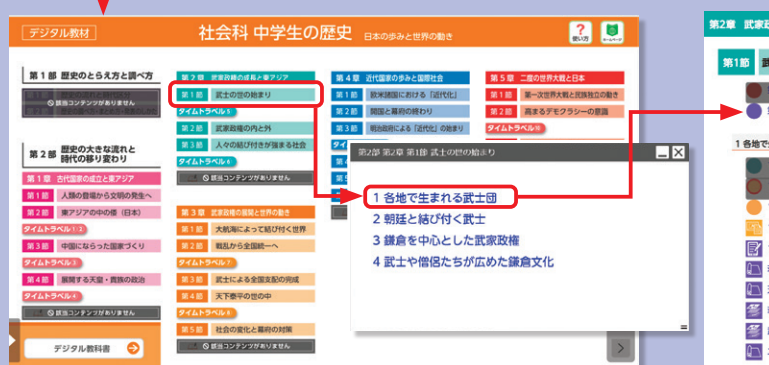 デジタル教材
社会科 中学生の歴史 日本の歩みと世界の動き
使い方
ホームページ
第1部 歴史のとらえ方と調べ方
該当コンテンツがありません
第2部 歴史の大きな流れと時代の移り変わり
第1章 古代国家の成立と東アジア
第1節 人類の登場から文明の発生へ
第2節 東アジアの中の倭（日本）
タイムトラベル①②
第3節 中国にならった国家づくり
タイムトラベル③
第4節 展開する天皇・貴族の政治
タイムトラベル④
該当コンテンツがありません
デジタル教科書
第2章 武家政権の成長と東アジア
第1節 武士の世の始まり
タイムトラベル⑤
第2節 武家政権の内と外
第3節 人々の結び付きが強まる社会
タイムトラベル⑥
該当コンテンツがありません
第3章 武家政権の展開と世界の動き
第1節 大航海によって結び付く世界
第2節 戦乱から全国統一へ
タイムトラベル⑦
第3節 武士による全国支配の完成
第4節 天下泰平の世の中
タイムトラベル⑧
第5節 社会の変化と幕府の対策
該当コンテンツがありません
第4章 近代国家の歩みと国際社会
第1節 欧米諸国における「近代化」
第2節 開国と幕府の終わり
第3節 明治政府による「近代化」の始まり
第5章 二度の世界大戦と日本
第1節 第一次世界大戦と民族独立の動き
第2節 高まるデモクラシーの意識
タイムトラベル⑩
第2部 第2章 第1節 武士の世の始まり
1 各地で生まれる武士団
2 朝廷と結び付く武士
3 鎌倉を中心とした武家政権
4 武士や僧侶たちが広めた鎌倉文化
第2章 武家政
第1節 武
1 各地で